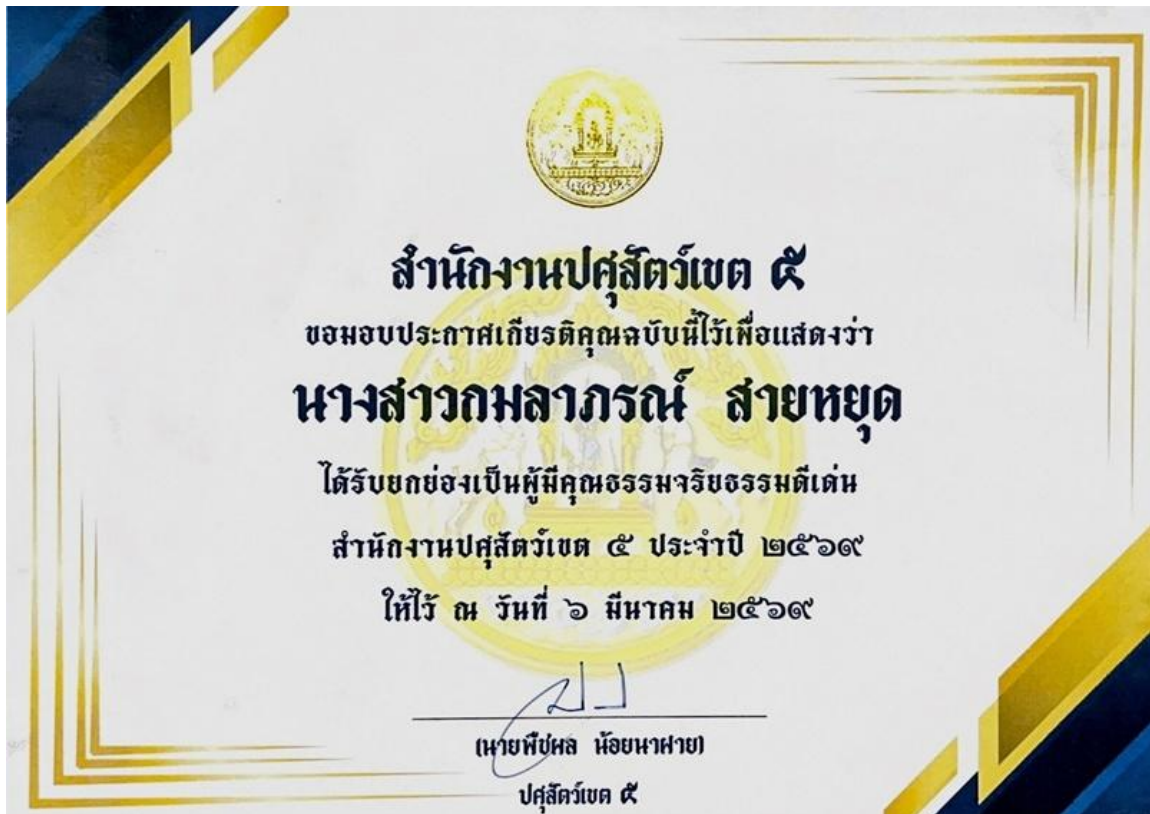 สำนักงานปศุสัตว์เขต ๕
ขอมอบประกาศเกียรติคุณฉบับนี้ไว้เพื่อแสดงว่า
นางสาวกมลาภรณ์ สายหยุด
ได้รับยกย่องเป็นผู้มีคุณธรรมจริยธรรมดีเด่น
สำนักงานปศุสัตว์เขต ๕ ประจำปี ๒๕๖๙
ให้ไว้ ณ วันที่ ๖ มีนาคม ๒๕๖๙
(นายพืชผล น้อยนาฝาย)
ปศุสัตว์เขต ๕